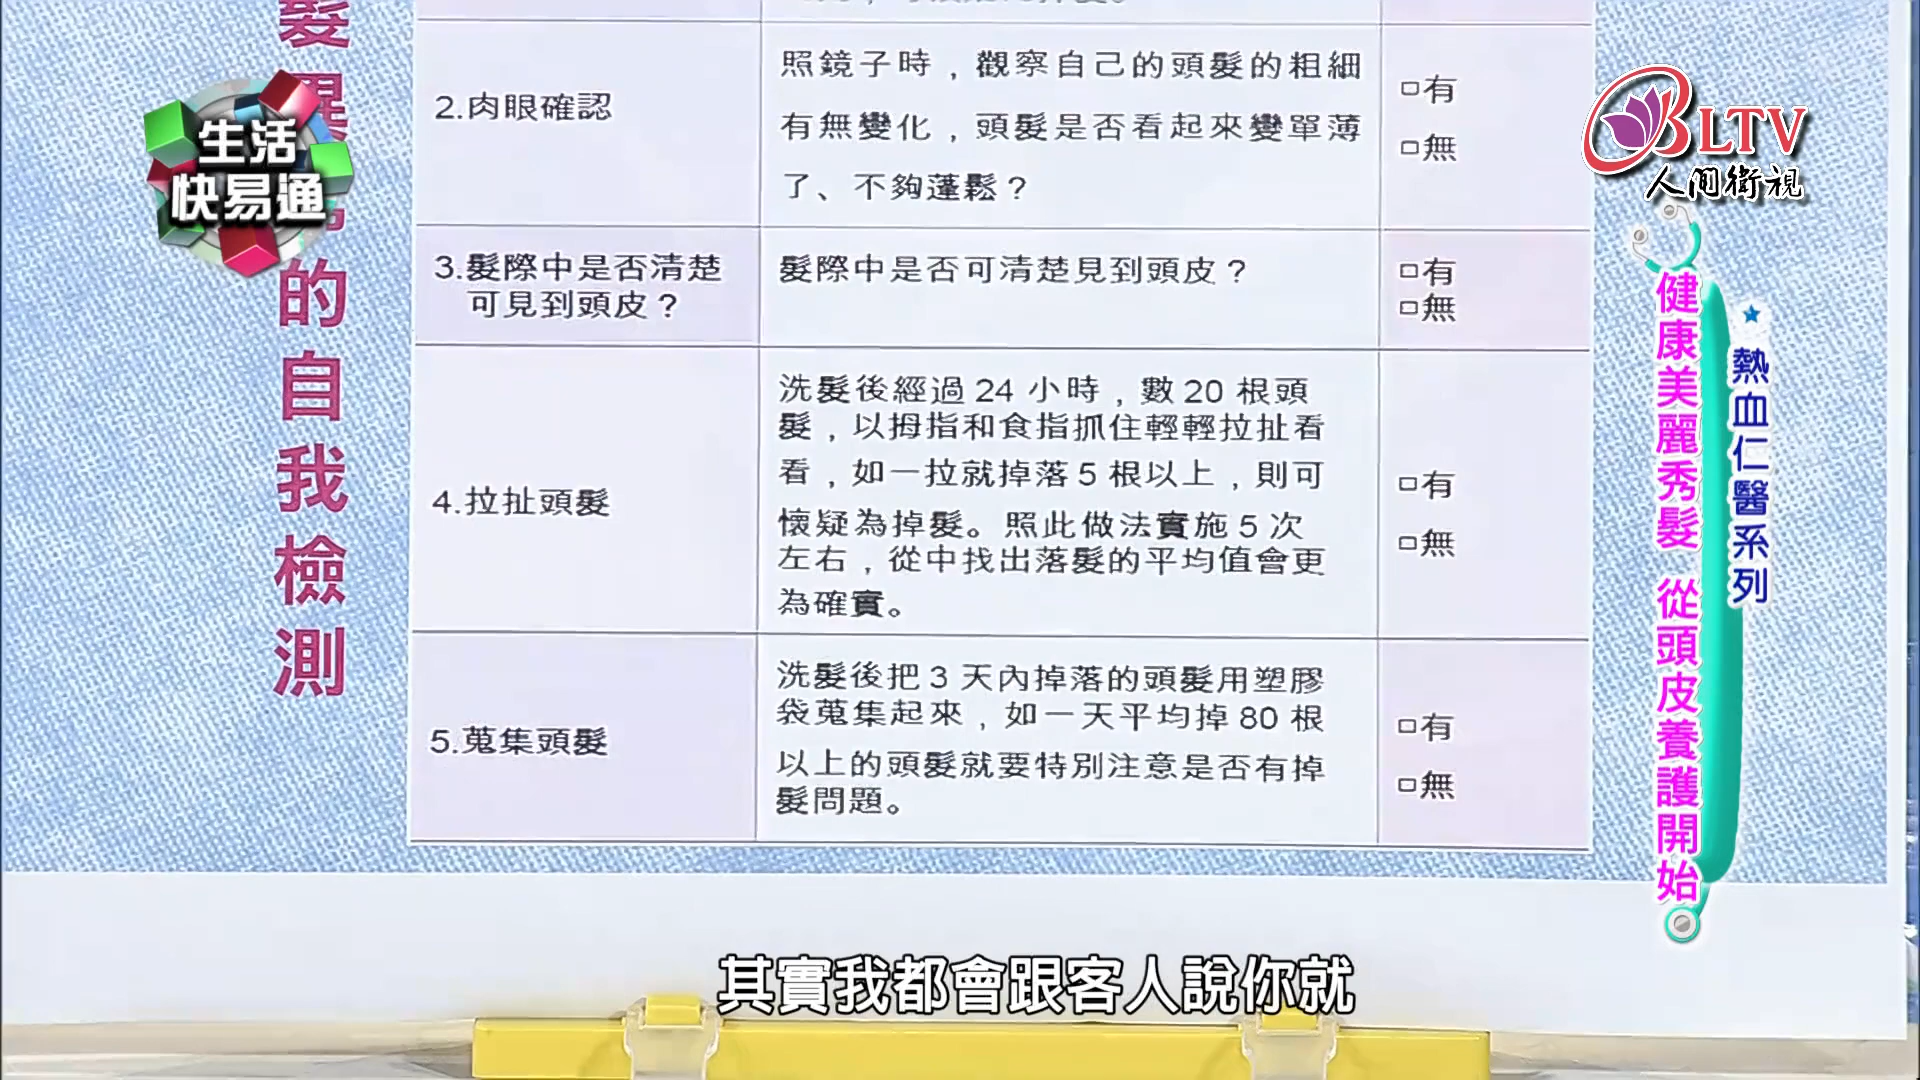 生活
快易通
BLTV
人間衛視
熱血仁醫系列
健康美麗秀髮 從頭皮養護開始
的自我檢測
2.肉眼確認
照鏡子時，觀察自己的頭髮的粗細
有無變化，頭髮是否看起來變單薄
了、不夠蓬鬆？
□有
□無
3.髮際中是否清楚
可見到頭皮？
髮際中是否可清楚見到頭皮？
□有
□無
4.拉扯頭髮
洗髮後經過 24 小時，數 20 根頭
髮，以拇指和食指抓住輕輕拉扯看
看，如一拉就掉落 5 根以上，則可
懷疑為掉髮。照此做法實施 5 次
左右，從中找出落髮的平均值會更
為確實。
□有
□無
5.蒐集頭髮
洗髮後把 3 天內掉落的頭髮用塑膠
袋蒐集起來，如一天平均掉 80 根
以上的頭髮就要特別注意是否有掉
髮問題。
□有
□無
其實我都會跟客人說你就